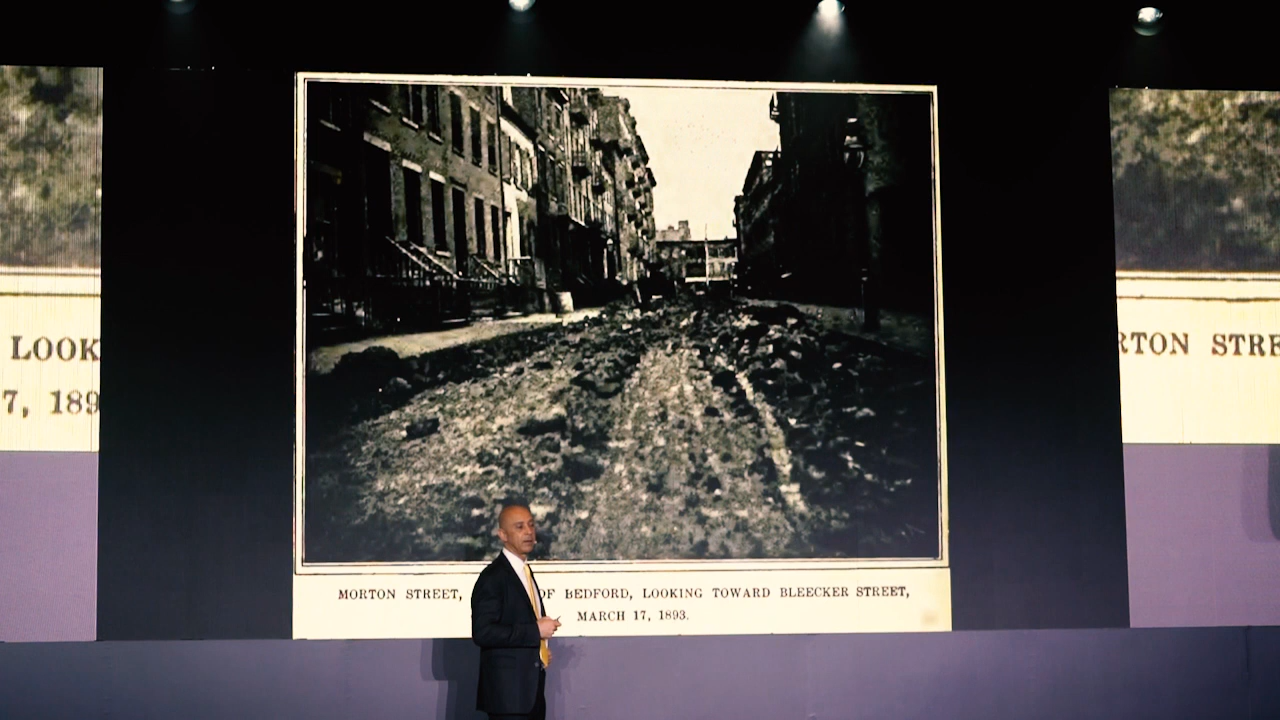 MORTON STREET, OF BEDFORD, LOOKING TOWARD BLEECKER STREET,
MARCH 17, 1893.
LOOK
7, 189
RTON STRE